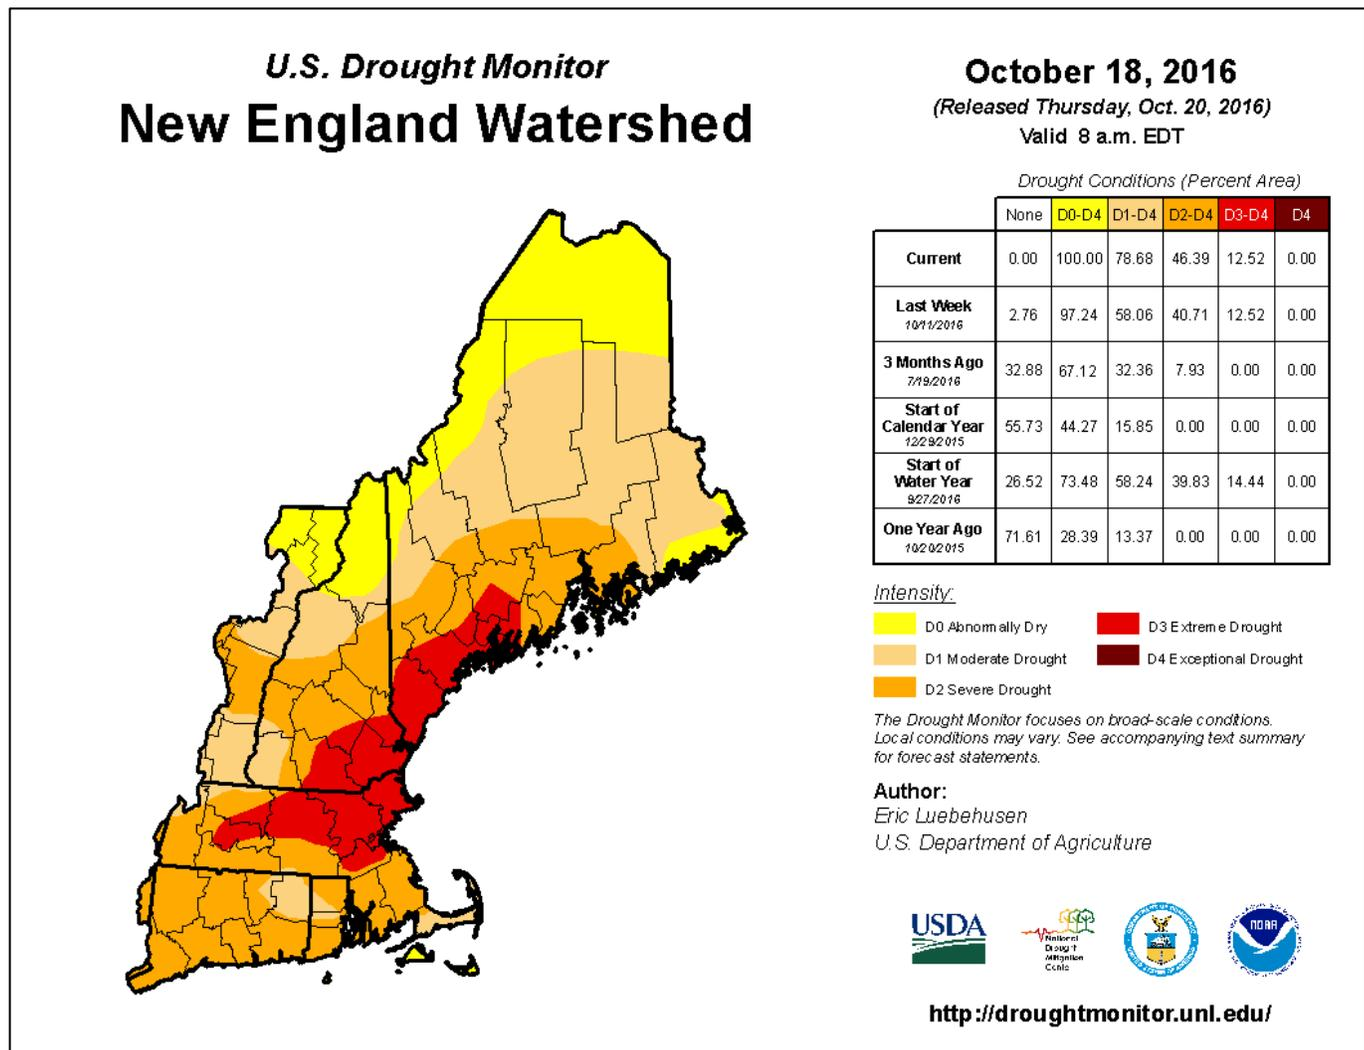 U.S. Drought Monitor
New England Watershed
October 18, 2016
(Released Thursday, Oct. 20, 2016)
Valid 8 a.m. EDT
Drought Conditions (Percent Area)
None D0-D4 D1-D4 D2-D4 D3-D4 D4
Current 0.00 100.00 78.68 46.39 12.52 0.00
Last Week
10/11/2016 2.76 97.24 58.06 40.71 12.52 0.00
3 Months Ago
7/19/2016 32.88 67.12 32.36 7.93 0.00 0.00
Start of
Calendar Year
12/29/2015 55.73 44.27 15.85 0.00 0.00 0.00
Start of
Water Year
9/27/2016 26.52 73.48 58.24 39.83 14.44 0.00
One Year Ago
10/20/2015 71.61 28.39 13.37 0.00 0.00 0.00
Intensity:
D0 Abnormally Dry
D1 Moderate Drought
D2 Severe Drought
D3 Extreme Drought
D4 Exceptional Drought
The Drought Monitor focuses on broad-scale conditions.
Local conditions may vary. See accompanying text summary
for forecast statements.
Author:
Eric Luebehusen
U.S. Department of Agriculture
USDA
National
Drought
Mitigation
Center
NOAA
http://droughtmonitor.unl.edu/